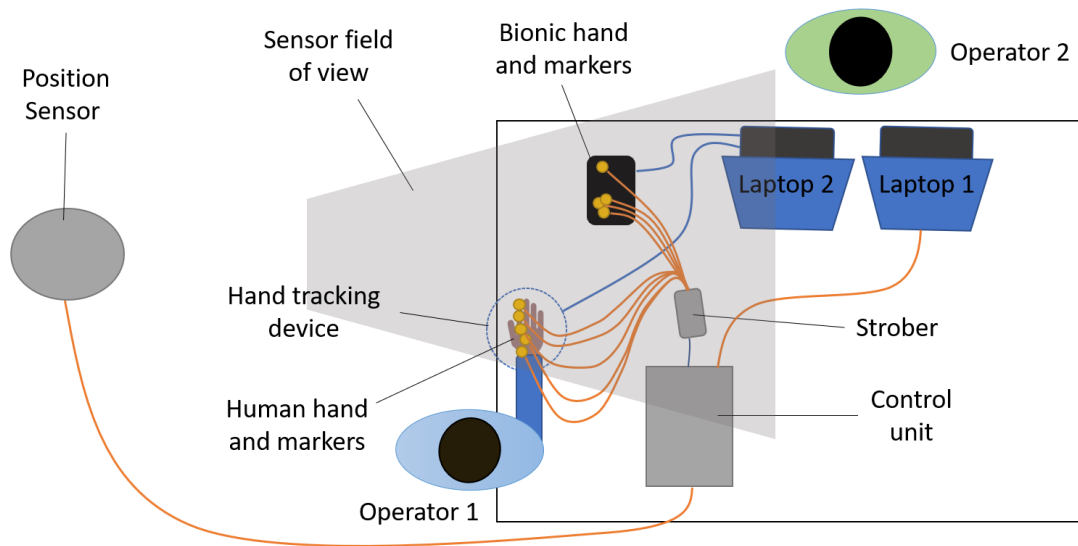 Position
Sensor
Sensor field
of view
Bionic hand
and markers
Operator 2
Laptop 2
Laptop 1
Hand tracking
device
Strober
Human hand
and markers
Control
unit
Operator 1